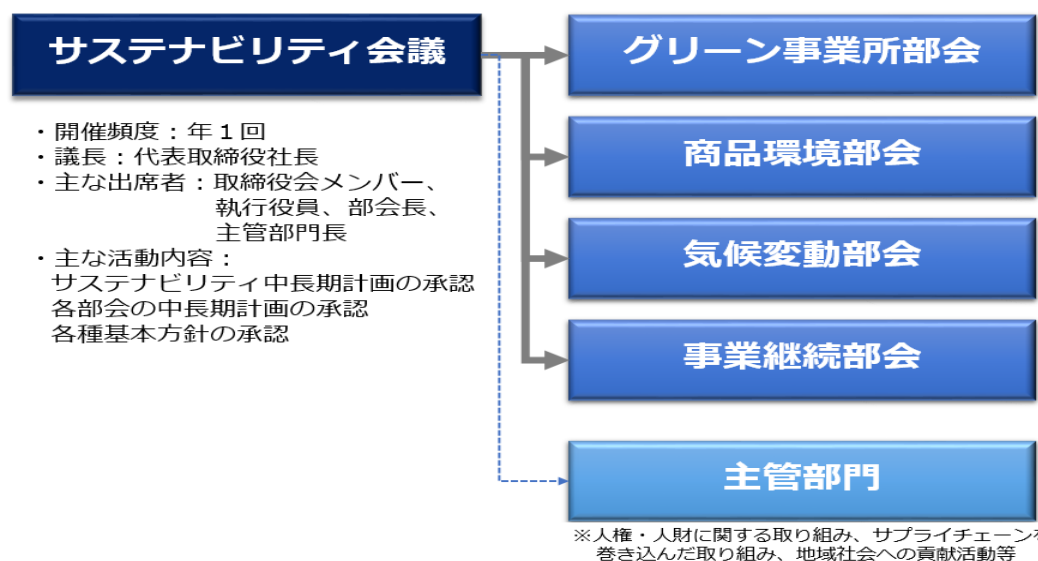 サステナビリティ会議
・開催頻度：年１回
・議長：代表取締役社長
・主な出席者：取締役会メンバー、
執行役員、部会長、
主管部門長
・主な活動内容：
サステナビリティ中長期計画の承認
各部会の中長期計画の承認
各種基本方針の承認
グリーン事業所部会
商品環境部会
気候変動部会
事業継続部会
主管部門
※人権・人財に関する取り組み、サプライチェーンを
巻き込んだ取り組み、地域社会への貢献活動等